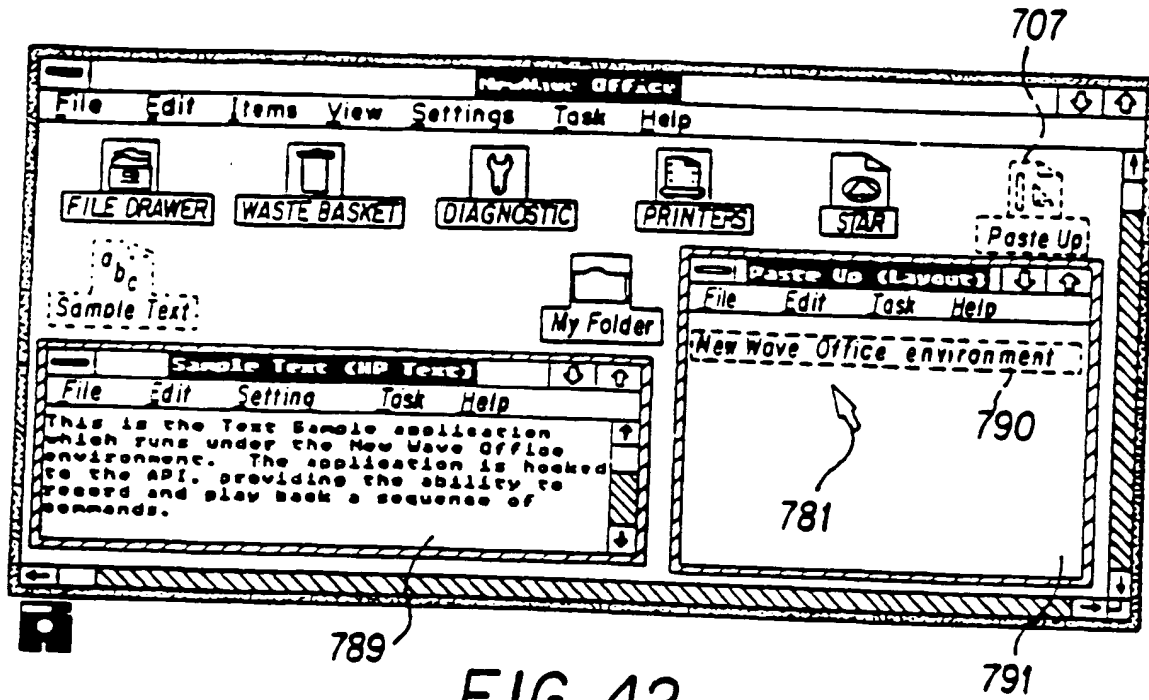 707
NewWave Office
File Edit Items View Settings Task Help
FILE DRAWER WASTE BASKET DIAGNOSTIC PRINTERS STAR Paste Up
abc
Sample Text
My Folder
Paste Up (Layout)
File Edit Task Help
New Wave Office environment
790
781
Sample Text (HP Text)
File Edit Setting Task Help
This is the Text Sample application
which runs under the New Wave Office
environment. The application is hooked
to the API, providing the ability to
record and play back a sequence of
commands.
789
791
FIG 42